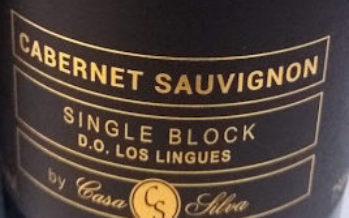 CABERNET SAUVIGNON
SINGLE BLOCK
D.O. LOS LINGUES
by Casa CS Silva